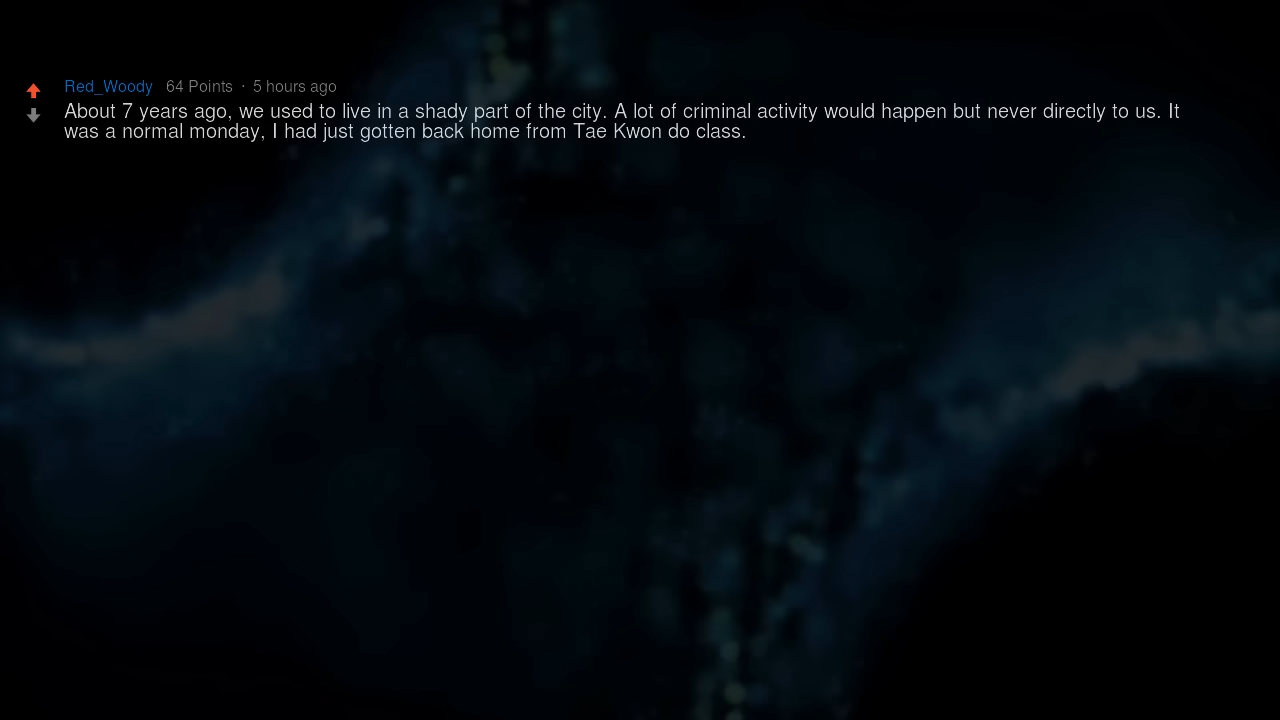 Red_Woody 64 Points · 5 hours ago
About 7 years ago, we used to live in a shady part of the city. A lot of criminal activity would happen but never directly to us. It
was a normal monday, I had just gotten back home from Tae Kwon do class.